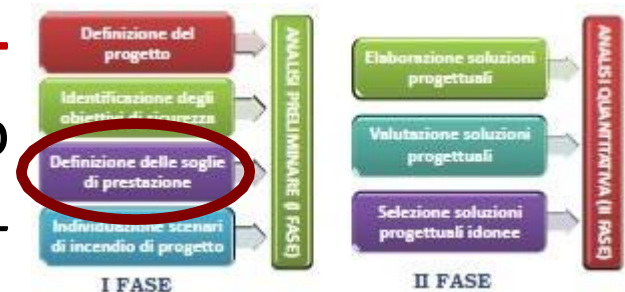 Definizione del
progetto
Identificazione degli
obiettivi di sicurezza
Definizione delle soglie
di prestazione
Individuazione scenari
di incendio di progetto
ANALISI PRELIMINARE (I FASE)
I FASE
Elaborazione soluzioni
progettuali
Valutazione soluzioni
progettuali
Selezione soluzioni
progettuali idonee
ANALISI QUANTITATIVA (II FASE)
II FASE